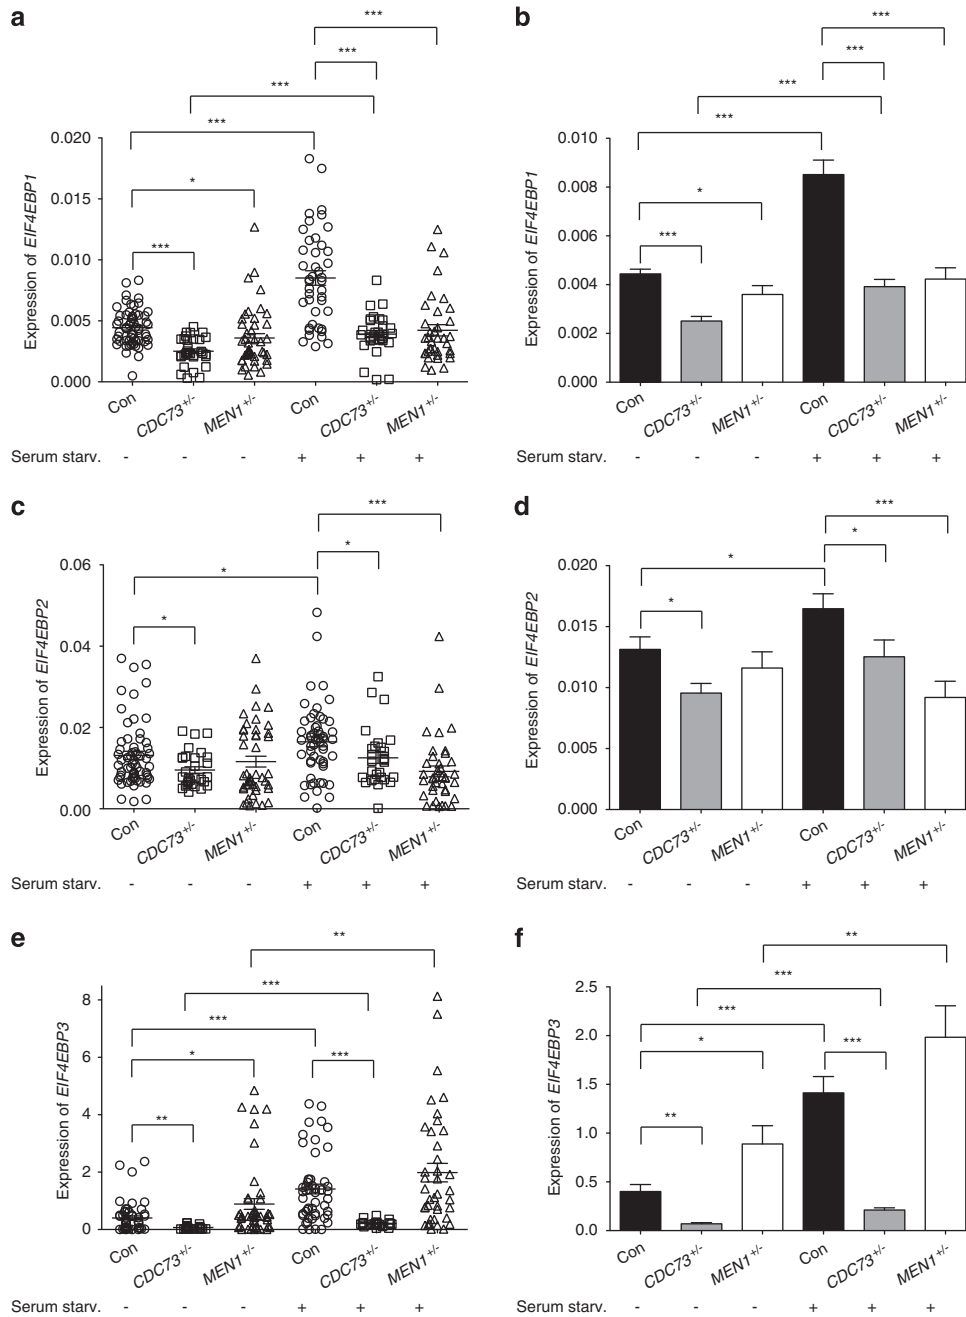 a
***
***
***
***
*
***
0.020
0.015
0.010
0.005
0.000
Expression of EIF4EBP1
Con
CDC73+/-
MEN1+/-
Con
CDC73+/-
MEN1+/-
Serum starv. - - - + + +
b
***
***
***
***
*
***
0.010
0.008
0.006
0.004
0.002
0.000
Expression of EIF4EBP1
Con
CDC73+/-
MEN1+/-
Con
CDC73+/-
MEN1+/-
Serum starv. - - - + + +
c
***
*
*
*
0.06
0.04
0.02
0.00
Expression of EIF4EBP2
Con
CDC73+/-
MEN1+/-
Con
CDC73+/-
MEN1+/-
Serum starv. - - - + + +
d
***
*
*
*
0.020
0.015
0.010
0.005
0.000
Expression of EIF4EBP2
Con
CDC73+/-
MEN1+/-
Con
CDC73+/-
MEN1+/-
Serum starv. - - - + + +
e
**
***
***
*
***
**
8
6
4
2
0
Expression of EIF4EBP3
Con
CDC73+/-
MEN1+/-
Con
CDC73+/-
MEN1+/-
Serum starv. - - - + + +
f
**
***
***
*
***
**
2.5
2.0
1.5
1.0
0.5
0.0
Expression of EIF4EBP3
Con
CDC73+/-
MEN1+/-
Con
CDC73+/-
MEN1+/-
Serum starv. - - - + + +